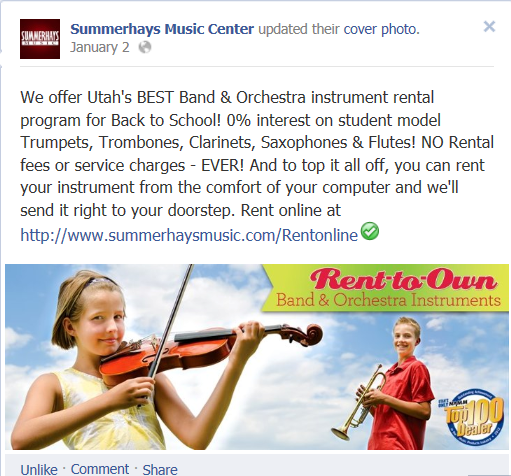 SUMMERHAYS
MUSIC
Summerhays Music Center updated their cover photo.
January 2
We offer Utah's BEST Band & Orchestra instrument rental
program for Back to School! 0% interest on student model
Trumpets, Trombones, Clarinets, Saxophones & Flutes! NO Rental
fees or service charges - EVER! And to top it all off, you can rent
your instrument from the comfort of your computer and we'll
send it right to your doorstep. Rent online at
http://www.summerhaysmusic.com/Rentonline
Rent-to-Own
Band & Orchestra Instruments
Top 100
Dealer
Unlike · Comment · Share